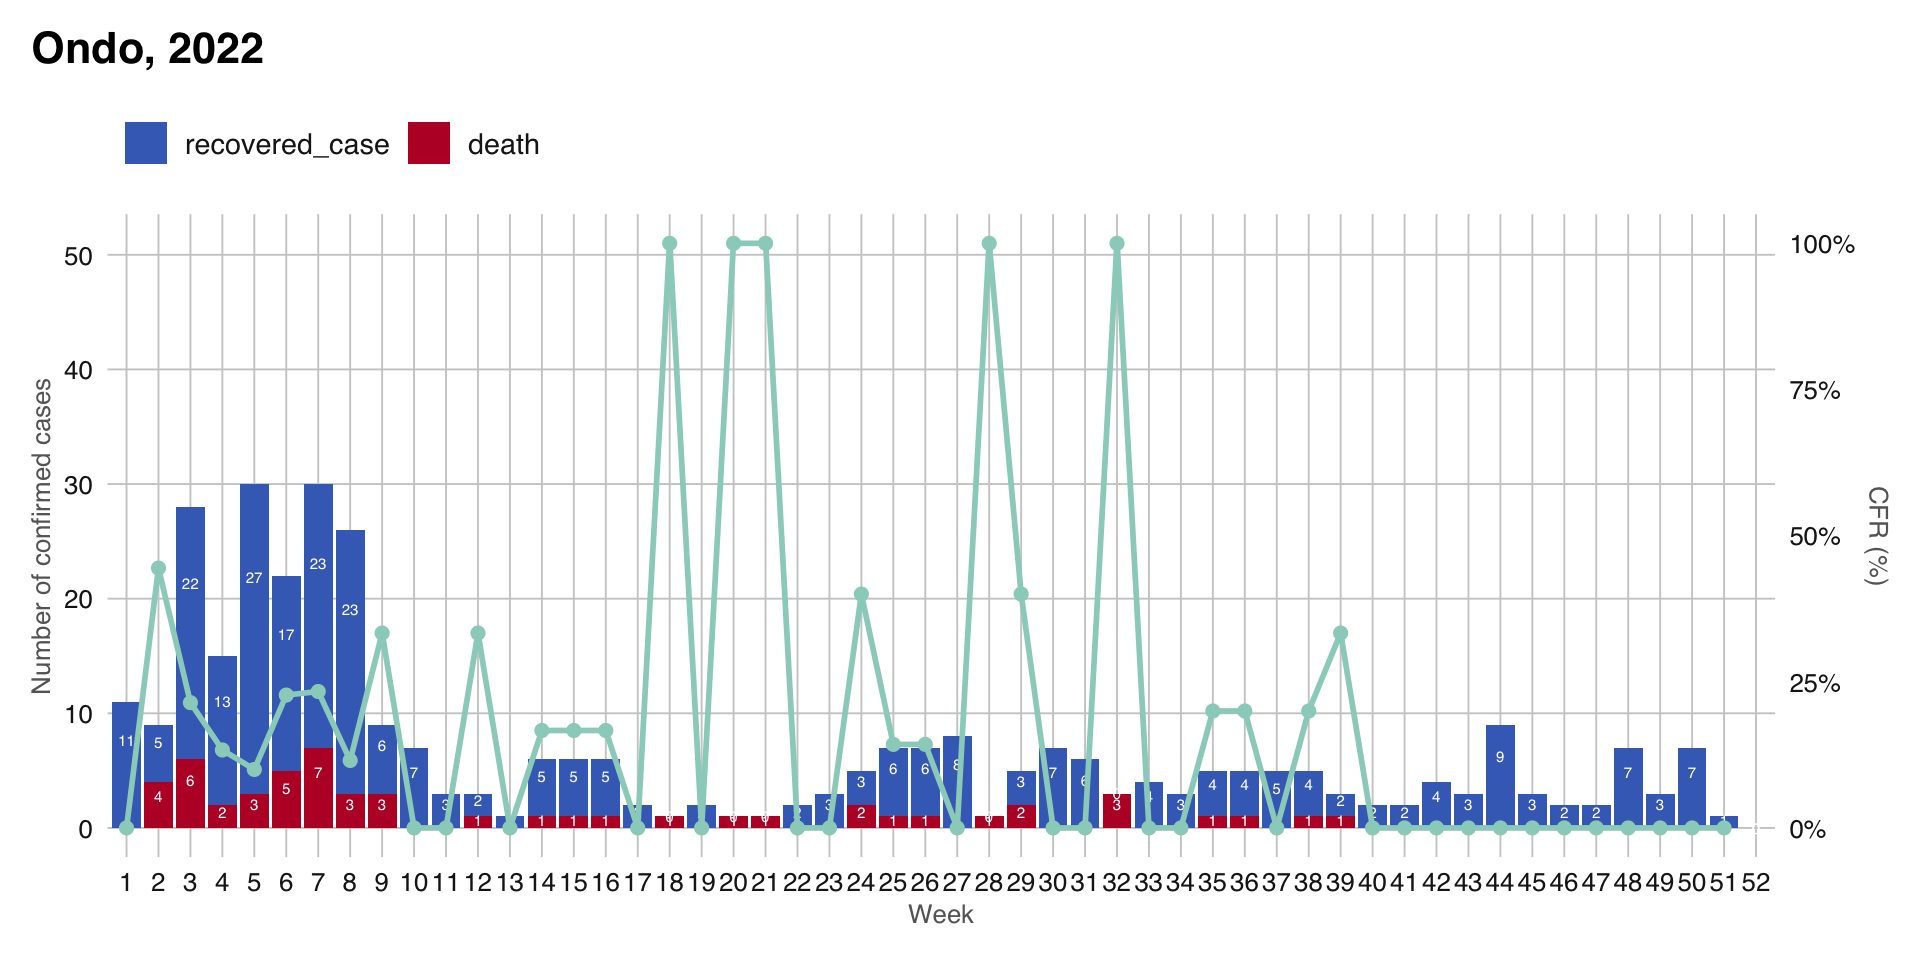 Ondo, 2022
recovered_case death
50 100%
40 75%
30 50%
20 25%
10 0%
0
Number of confirmed cases
CFR (%)
11 5 22 13 27 17 23 23 6 7 3 2 5 5 5 3 3 6 6 8 3 7 6 4 3 4 4 5 4 2 2 2 4 3 9 3 2 2 7 3 7
4 6 2 3 5 7 3 3 1 1 1 1 2 1 1 2 3 1 1 1 1
1 2 3 4 5 6 7 8 9 10 11 12 13 14 15 16 17 18 19 20 21 22 23 24 25 26 27 28 29 30 31 32 33 34 35 36 37 38 39 40 41 42 43 44 45 46 47 48 49 50 51 52
Week